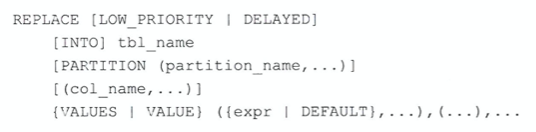 REPLACE [LOW_PRIORITY | DELAYED]
    [INTO] tbl_name
    [PARTITION (partition_name,...)]
    [(col_name,...)]
    {VALUES | VALUE} ({expr | DEFAULT},...),(...),...